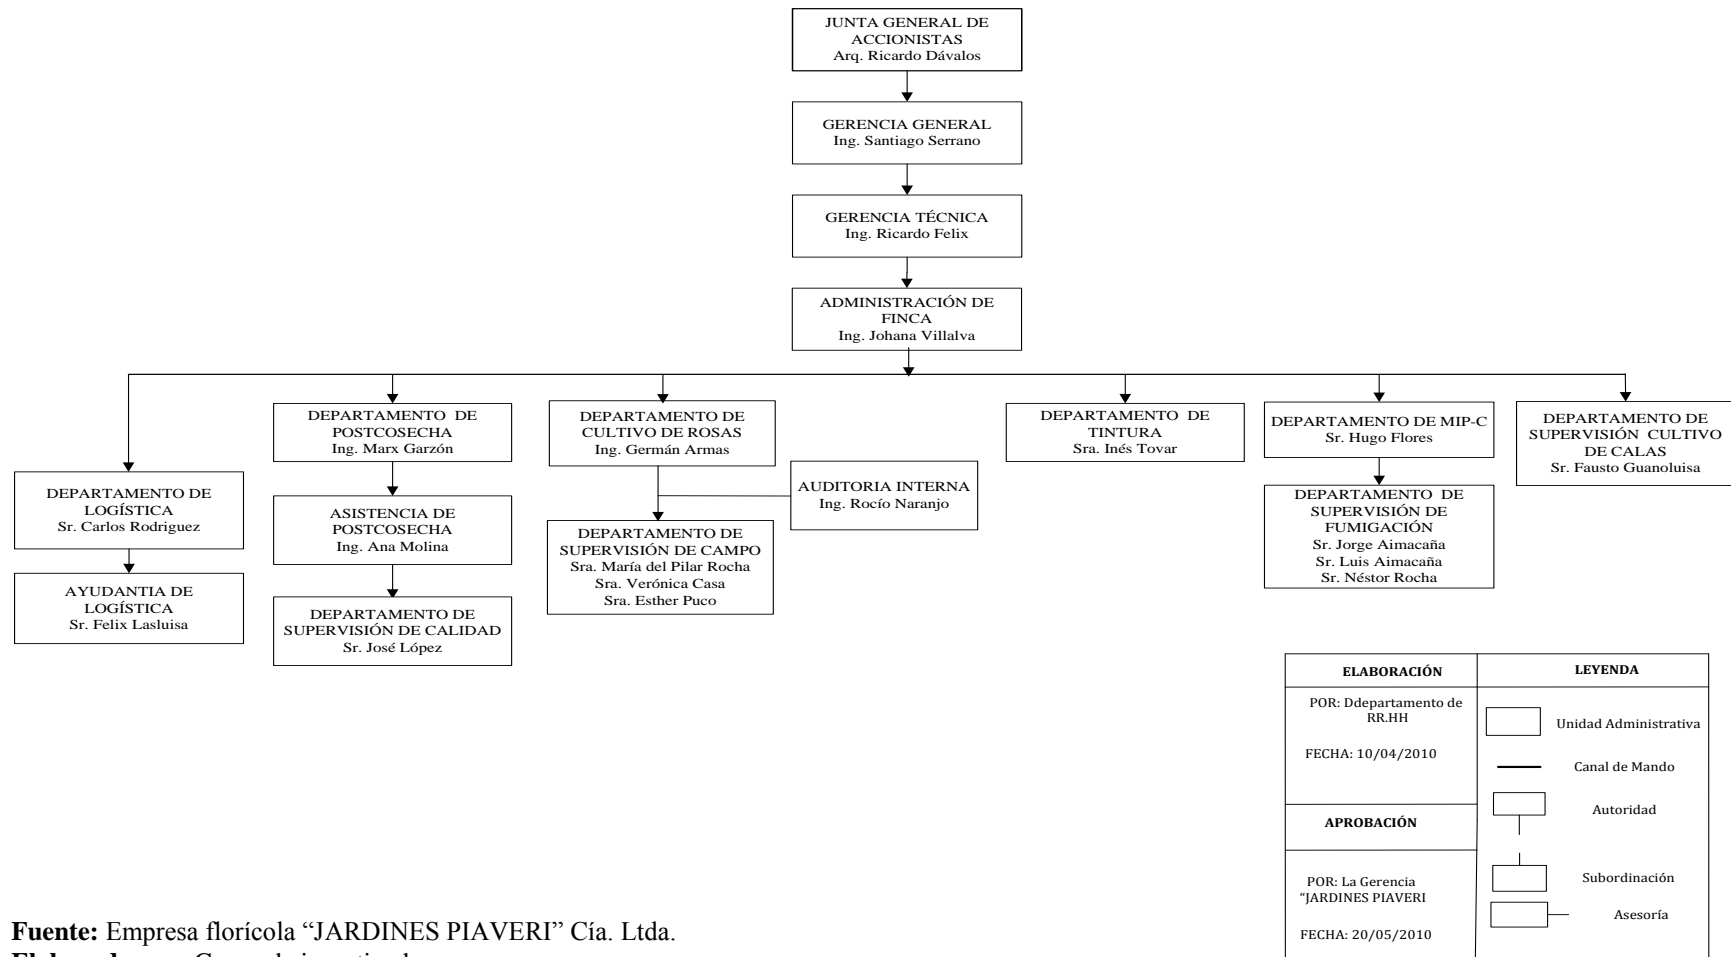 JUNTA GENERAL DE
ACCIONISTAS
Arq. Ricardo Dávalos
GERENCIA GENERAL
Ing. Santiago Serrano
GERENCIA TÉCNICA
Ing. Ricardo Felix
ADMINISTRACIÓN DE
FINCA
Ing. Johana Villalva
DEPARTAMENTO DE
LOGÍSTICA
Sr. Carlos Rodriguez
AYUDANTIA DE
LOGÍSTICA
Sr. Felix Lasluisa
DEPARTAMENTO DE
POSTCOSECHA
Ing. Marx Garzón
ASISTENCIA DE
POSTCOSECHA
Ing. Ana Molina
DEPARTAMENTO DE
SUPERVISIÓN DE CALIDAD
Sr. José López
DEPARTAMENTO DE
CULTIVO DE ROSAS
Ing. Germán Armas
AUDITORIA INTERNA
Ing. Rocío Naranjo
DEPARTAMENTO DE
SUPERVISIÓN DE CAMPO
Sra. María del Pilar Rocha
Sra. Verónica Casa
Sra. Esther Puco
DEPARTAMENTO DE
TINTURA
Sra. Inés Tovar
DEPARTAMENTO DE MIP-C
Sr. Hugo Flores
DEPARTAMENTO DE
SUPERVISIÓN DE
FUMIGACIÓN
Sr. Jorge Aimacaña
Sr. Luis Aimacaña
Sr. Néstor Rocha
DEPARTAMENTO DE
SUPERVISIÓN CULTIVO
DE CALAS
Sr. Fausto Guanoluisa
ELABORACIÓN
POR: Ddepartamento de
RR.HH
FECHA: 10/04/2010
APROBACIÓN
POR: La Gerencia
"JARDINES PIAVERI
FECHA: 20/05/2010
LEYENDA
Unidad Administrativa
Canal de Mando
Autoridad
Subordinación
Asesoría
Fuente: Empresa florícola “JARDINES PIAVERI” Cía. Ltda.